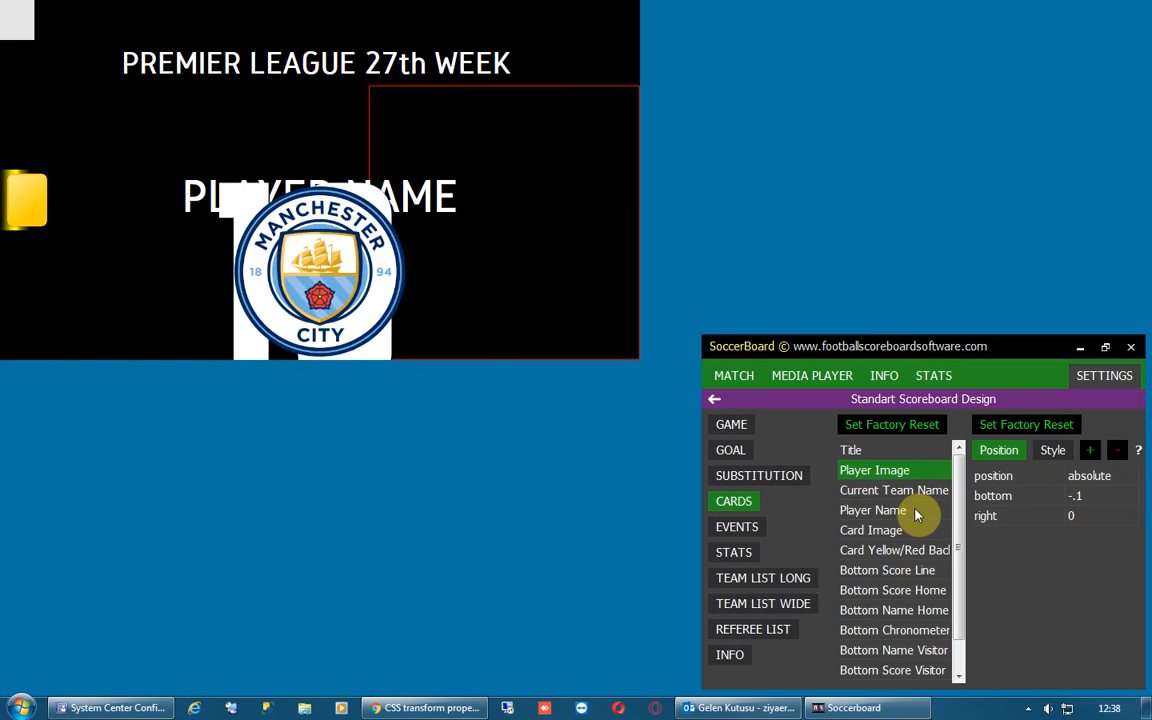 PREMIER LEAGUE 27th WEEK
PLAYER NAME
MANCHESTER
18 94
CITY
SoccerBoard © www.footballscoreboardsoftware.com
MATCH MEDIA PLAYER INFO STATS SETTINGS
Standart Scoreboard Design
GAME
GOAL
SUBSTITUTION
CARDS
EVENTS
STATS
TEAM LIST LONG
TEAM LIST WIDE
REFEREE LIST
INFO
Set Factory Reset
Title
Player Image
Current Team Name
Player Name
Card Image
Card Yellow/Red Bac
Bottom Score Line
Bottom Score Home
Bottom Name Home
Bottom Chronometer
Bottom Name Visitor
Bottom Score Visitor
Set Factory Reset
Position Style + - ?
position absolute
bottom -.1
right 0
System Center Confi...
CSS transform prope...
Gelen Kutusu - ziyaer...
Soccerboard
12:38